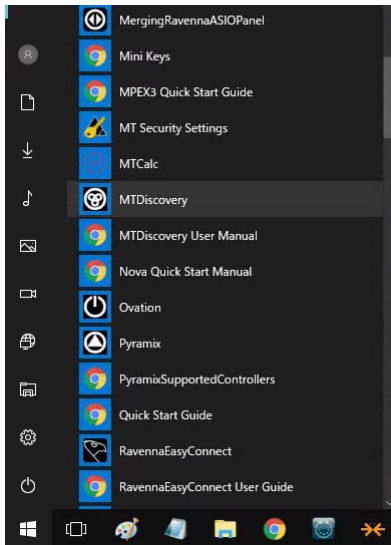 MergingRavennaASIOPanel
Mini Keys
MPEX3 Quick Start Guide
MT Security Settings
MTCalc
MTDiscovery
MTDiscovery User Manual
Nova Quick Start Manual
Ovation
Pyramix
PyramixSupportedControllers
Quick Start Guide
RavennaEasyConnect
RavennaEasyConnect User Guide